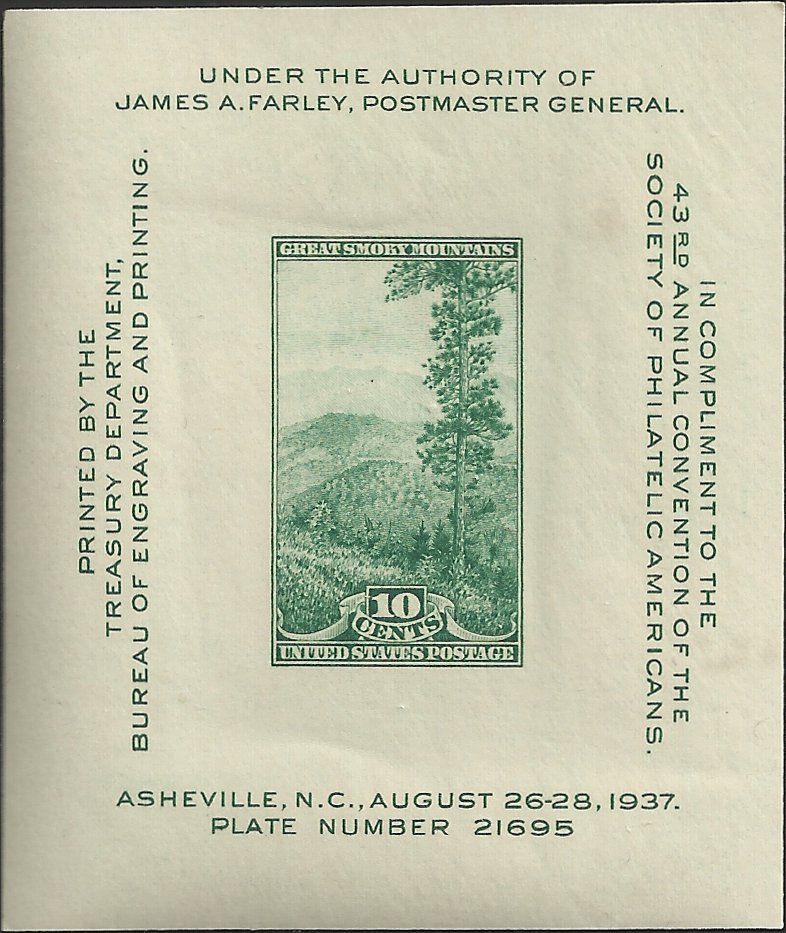 UNDER THE AUTHORITY OF
JAMES A. FARLEY, POSTMASTER GENERAL.
PRINTED BY THE
TREASURY DEPARTMENT,
BUREAU OF ENGRAVING AND PRINTING.
GREAT SMOKY MOUNTAINS
10
CENTS
UNITED STATES POSTAGE
IN COMPLIMENT TO THE
43RD ANNUAL CONVENTION OF THE
SOCIETY OF PHILATELIC AMERICANS.
ASHEVILLE, N.C., AUGUST 26-28, 1937.
PLATE NUMBER 21695